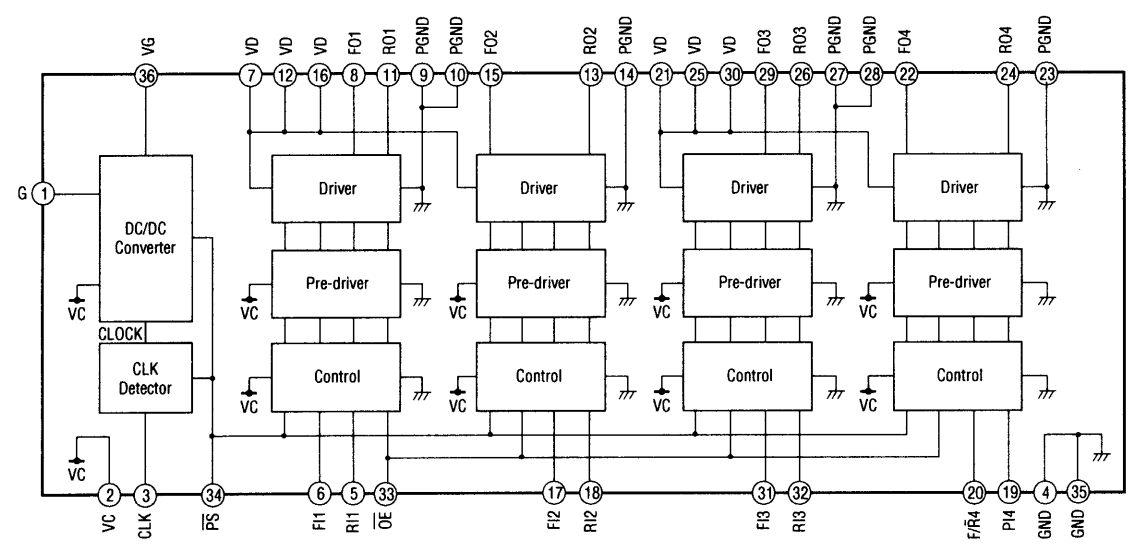 VG
VD
VD
VD
FO1
RO1
PGND
PGND
FO2
RO2
PGND
VD
VD
VD
FO3
RO3
PGND
PGND
FO4
RO4
PGND
36
7
12
16
8
11
9
10
15
13
14
21
25
30
29
26
27
28
22
24
23
G 1
DC/DC
Converter
Driver
Driver
Driver
Driver
VC
Pre-driver
VC
Pre-driver
VC
Pre-driver
VC
Pre-driver
VC
CLOCK
CLK
Detector
Control
VC
Control
VC
Control
VC
Control
VC
VC
2
3
34
6
5
33
17
18
31
32
20
19
4
35
VC
CLK
P̅S̅
FI1
RI1
O̅E̅
FI2
RI2
FI3
RI3
F/R̅4
PI4
GND
GND